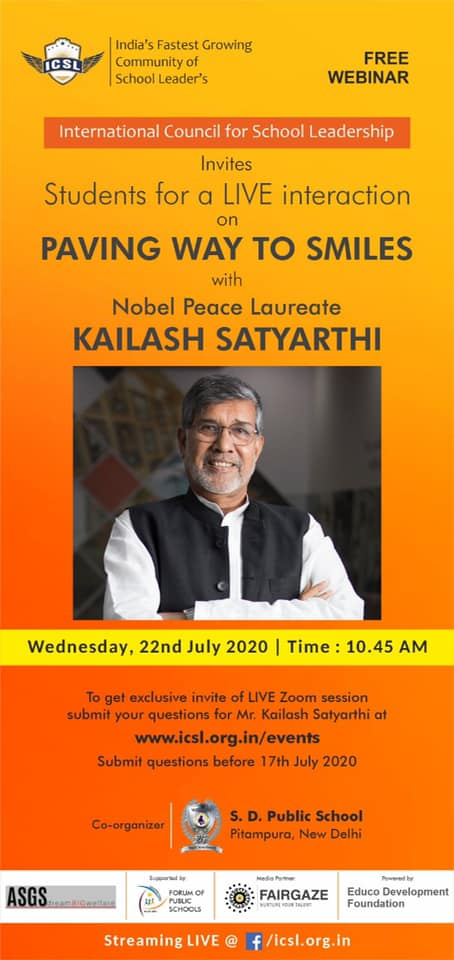 ICSL
India's Fastest Growing
Community of
School Leader's
FREE
WEBINAR
International Council for School Leadership
Invites
Students for a LIVE interaction
on
PAVING WAY TO SMILES
with
Nobel Peace Laureate
KAILASH SATYARTHI
Wednesday, 22nd July 2020 | Time : 10.45 AM
To get exclusive invite of LIVE Zoom session
submit your questions for Mr. Kailash Satyarthi at
www.icsl.org.in/events
Submit questions before 17th July 2020
Co-organizer
S. D. Public School
Pitampura, New Delhi
ASGS
dreamBIGwelfare
Supported by:
FORUM OF
PUBLIC
SCHOOLS
Media Partner:
FAIRGAZE
NURTURE YOUR TALENT
Powered by:
Educo Development
Foundation
Streaming LIVE @ f /icsl.org.in